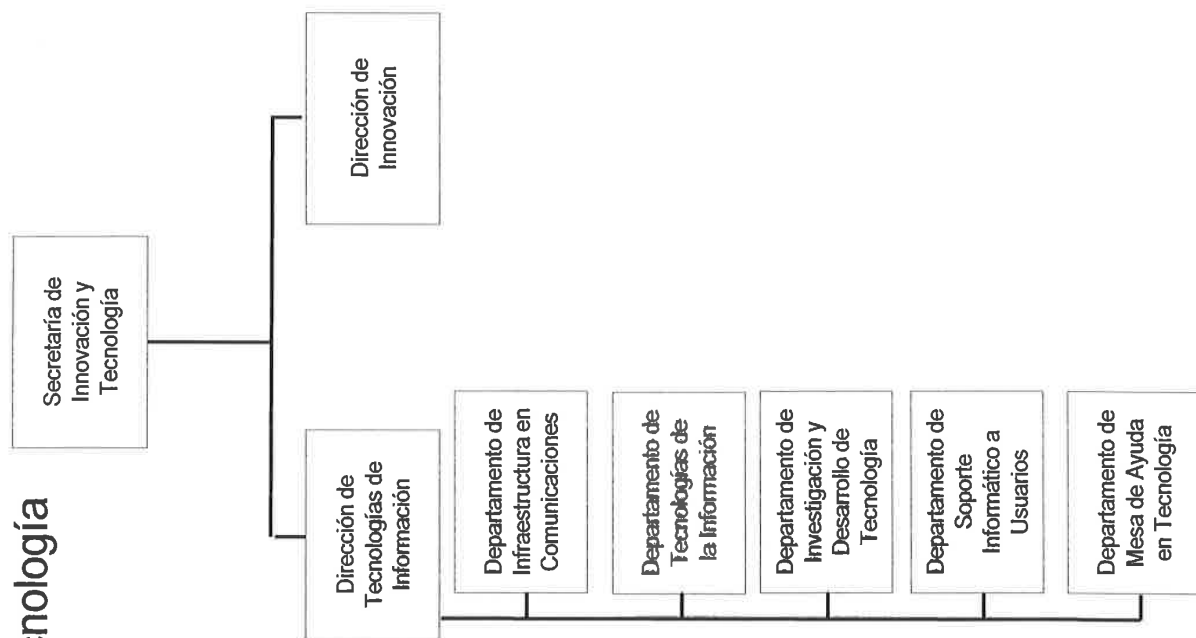 cnología
Secretaría de
Innovación y
Tecnología
Dirección de
Tecnologías de
Información
Dirección de
Innovación
Departamento de
Infraestructura en
Comunicaciones
Departamento de
Tecnologías de
la Información
Departamento de
Investigación y
Desarrollo de
Tecnología
Departamento de
Soporte
Informático a
Usuarios
Departamento de
Mesa de Ayuda
en Tecnología